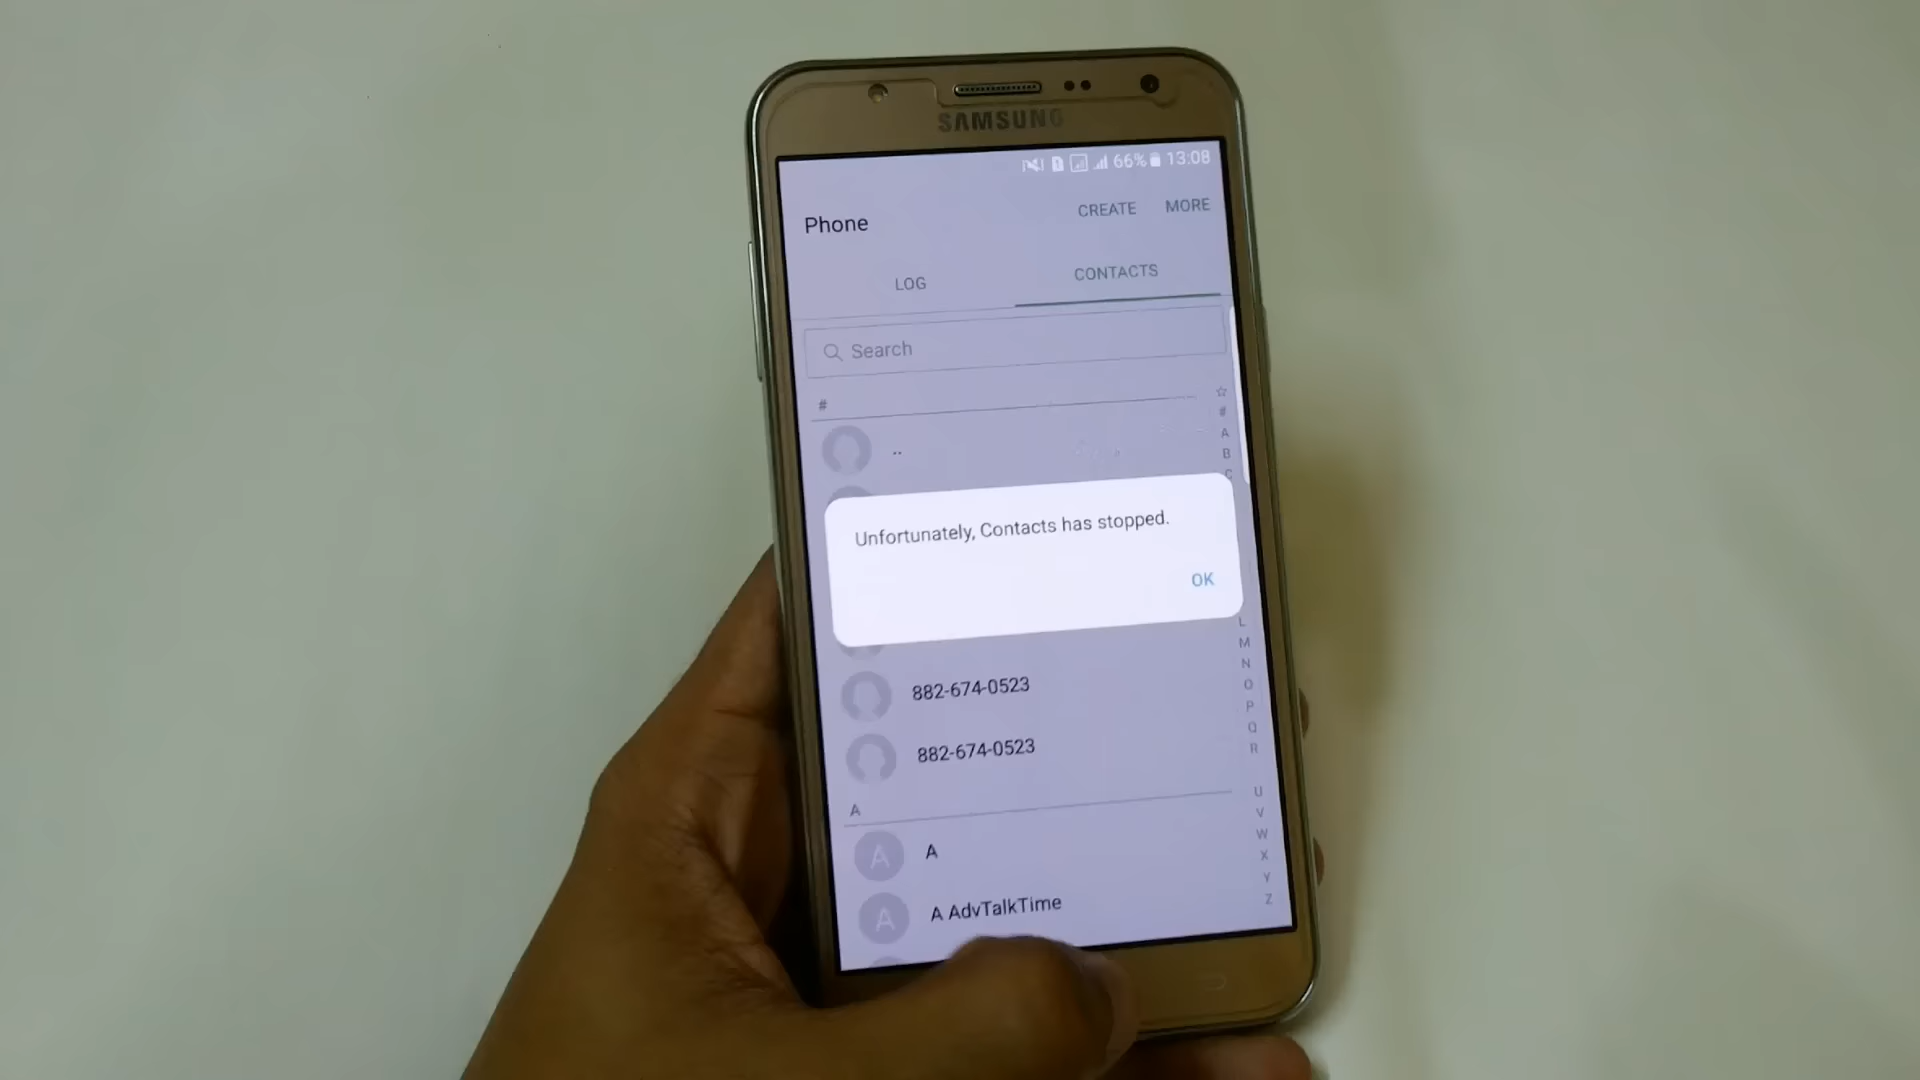 SAMSUNG
66% 13:08
Phone
CREATE
MORE
LOG
CONTACTS
Search
#
☆
#
A
B
C
..
Unfortunately, Contacts has stopped.
OK
L
M
N
O
P
Q
R
U
V
W
X
Y
Z
882-674-0523
882-674-0523
A
A
A
A
A AdvTalkTime